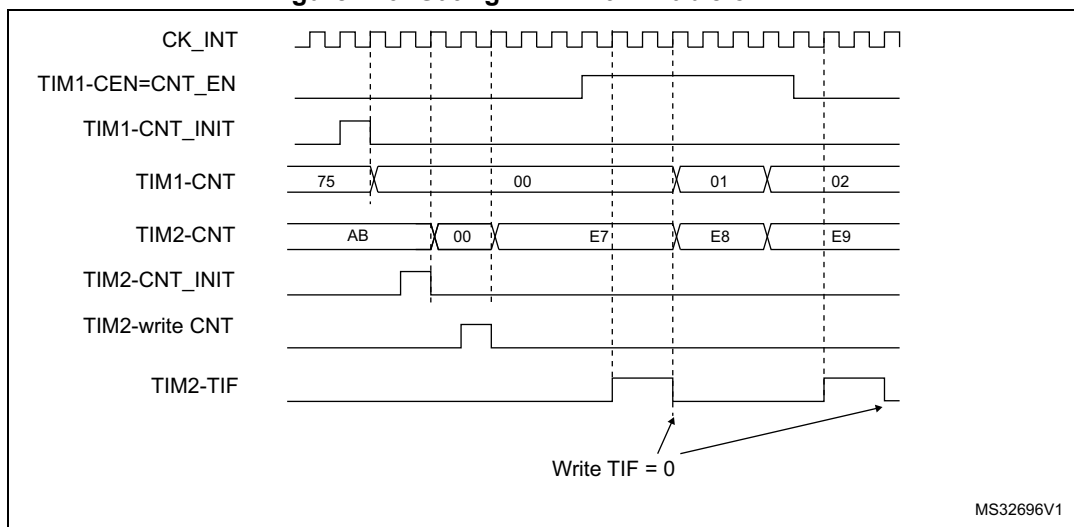 CK_INT
TIM1-CEN=CNT_EN
TIM1-CNT_INIT
TIM1-CNT 75 00 01 02
TIM2-CNT AB 00 E7 E8 E9
TIM2-CNT_INIT
TIM2-write CNT
TIM2-TIF
Write TIF = 0
MS32696V1